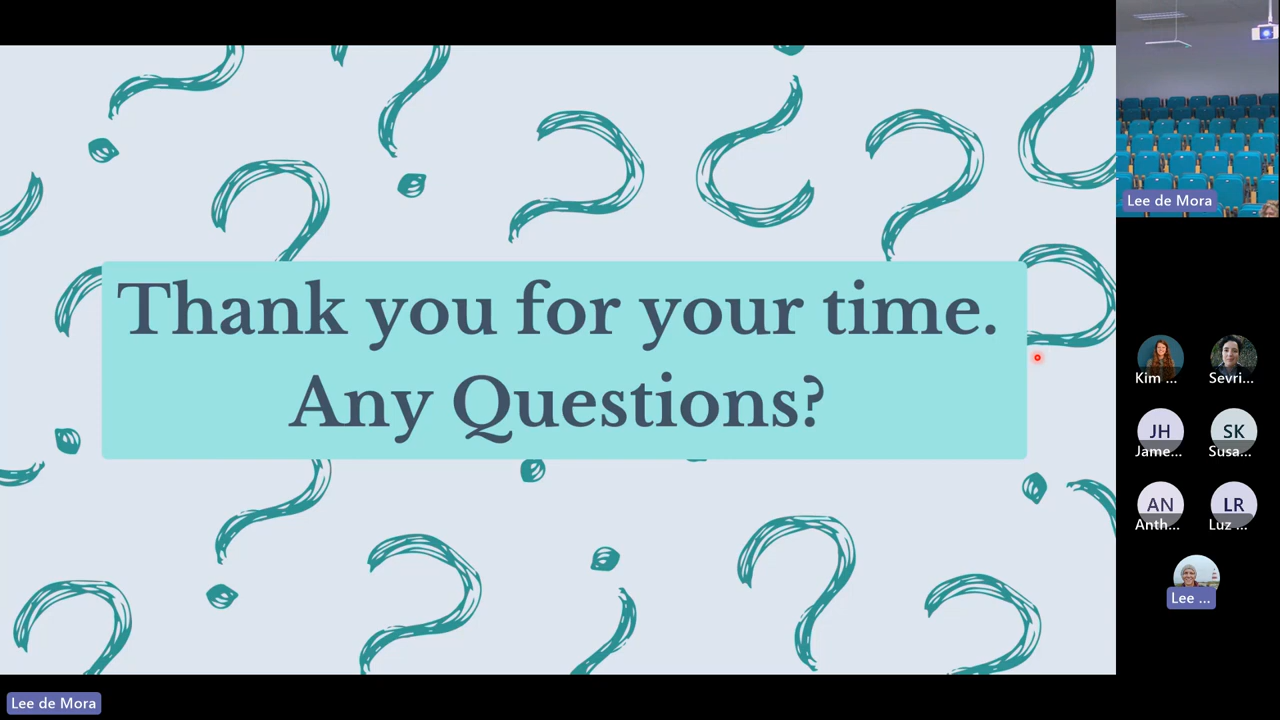 Thank you for your time.
Any Questions?
Lee de Mora
Kim ...
Sevri...
JH
Jame...
SK
Susa...
AN
Anth...
LR
Luz ...
Lee ...
Lee de Mora